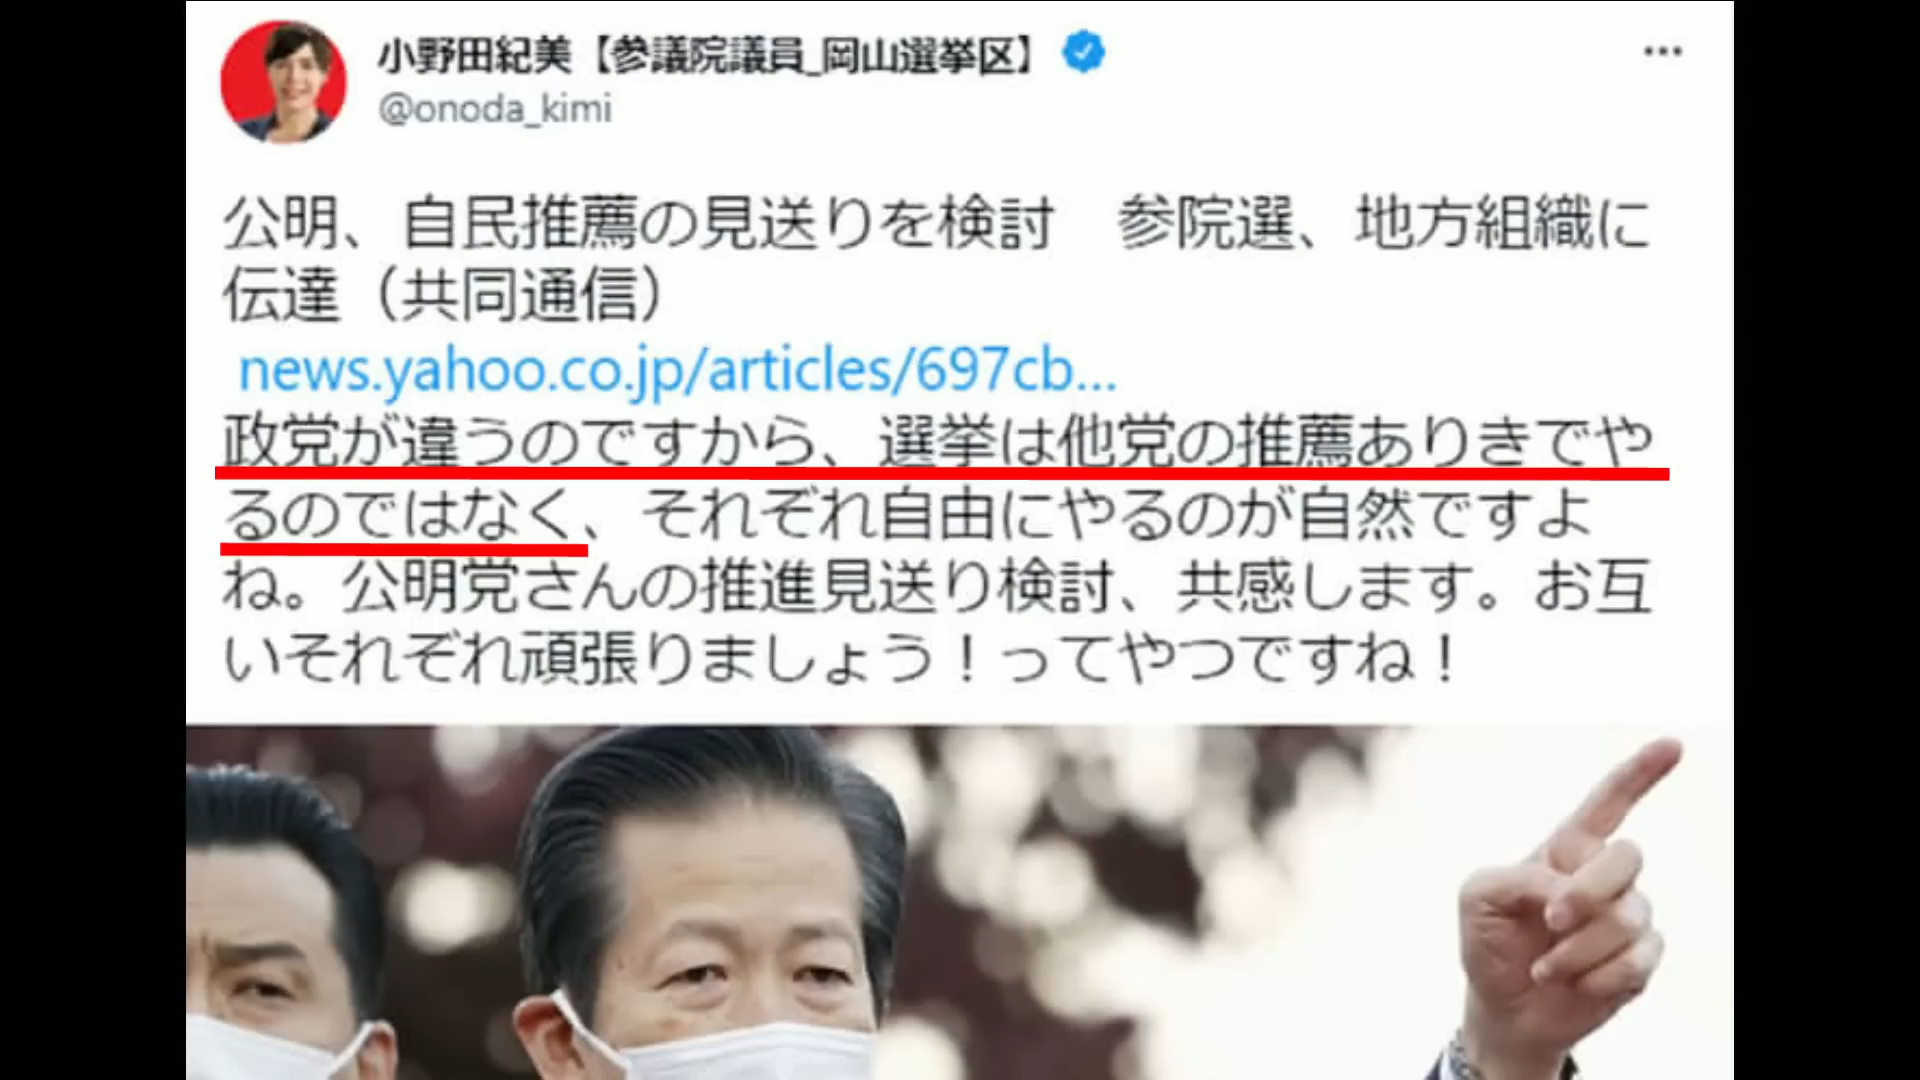 小野田紀美【参議院議員_岡山選挙区】
@onoda_kimi
公明、自民推薦の見送りを検討　参院選、地方組織に
伝達（共同通信）
news.yahoo.co.jp/articles/697cb...
政党が違うのですから、選挙は他党の推薦ありきでや
るのではなく、それぞれ自由にやるのが自然ですよ
ね。公明党さんの推進見送り検討、共感します。お互
いそれぞれ頑張りましょう！ってやつですね！